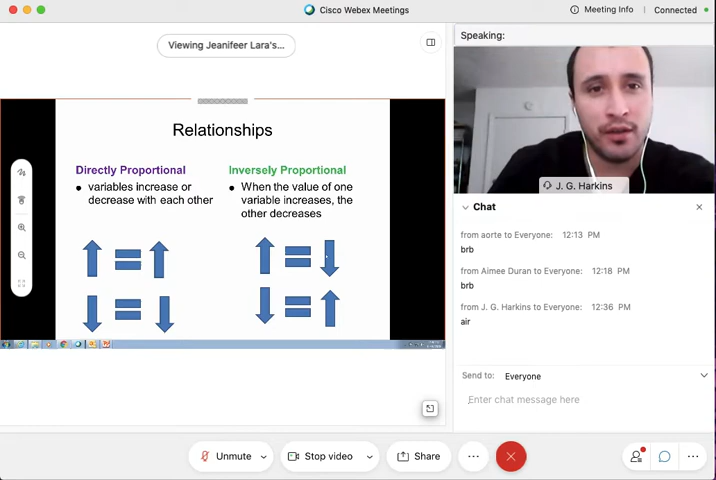 Cisco Webex Meetings
Meeting Info
Connected
Viewing Jeanifeer Lara's...
Speaking:
Relationships
Directly Proportional
• variables increase or
decrease with each other
Inversely Proportional
• When the value of one
variable increases, the
other decreases
J. G. Harkins
Chat
from aorte to Everyone: 12:13 PM
brb
from Aimee Duran to Everyone: 12:18 PM
brb
from J. G. Harkins to Everyone: 12:36 PM
air
Send to: Everyone
Enter chat message here
Unmute
Stop video
Share